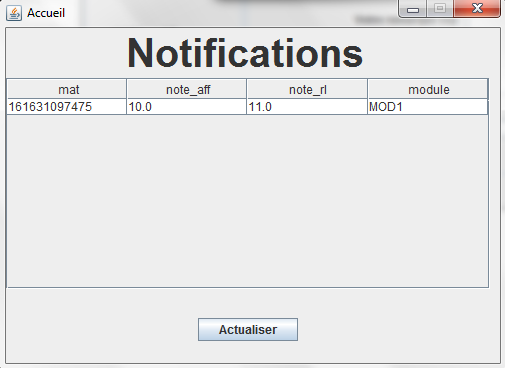 Accueil
Notifications
mat note_aff note_rl module
161631097475 10.0 11.0 MOD1
Actualiser